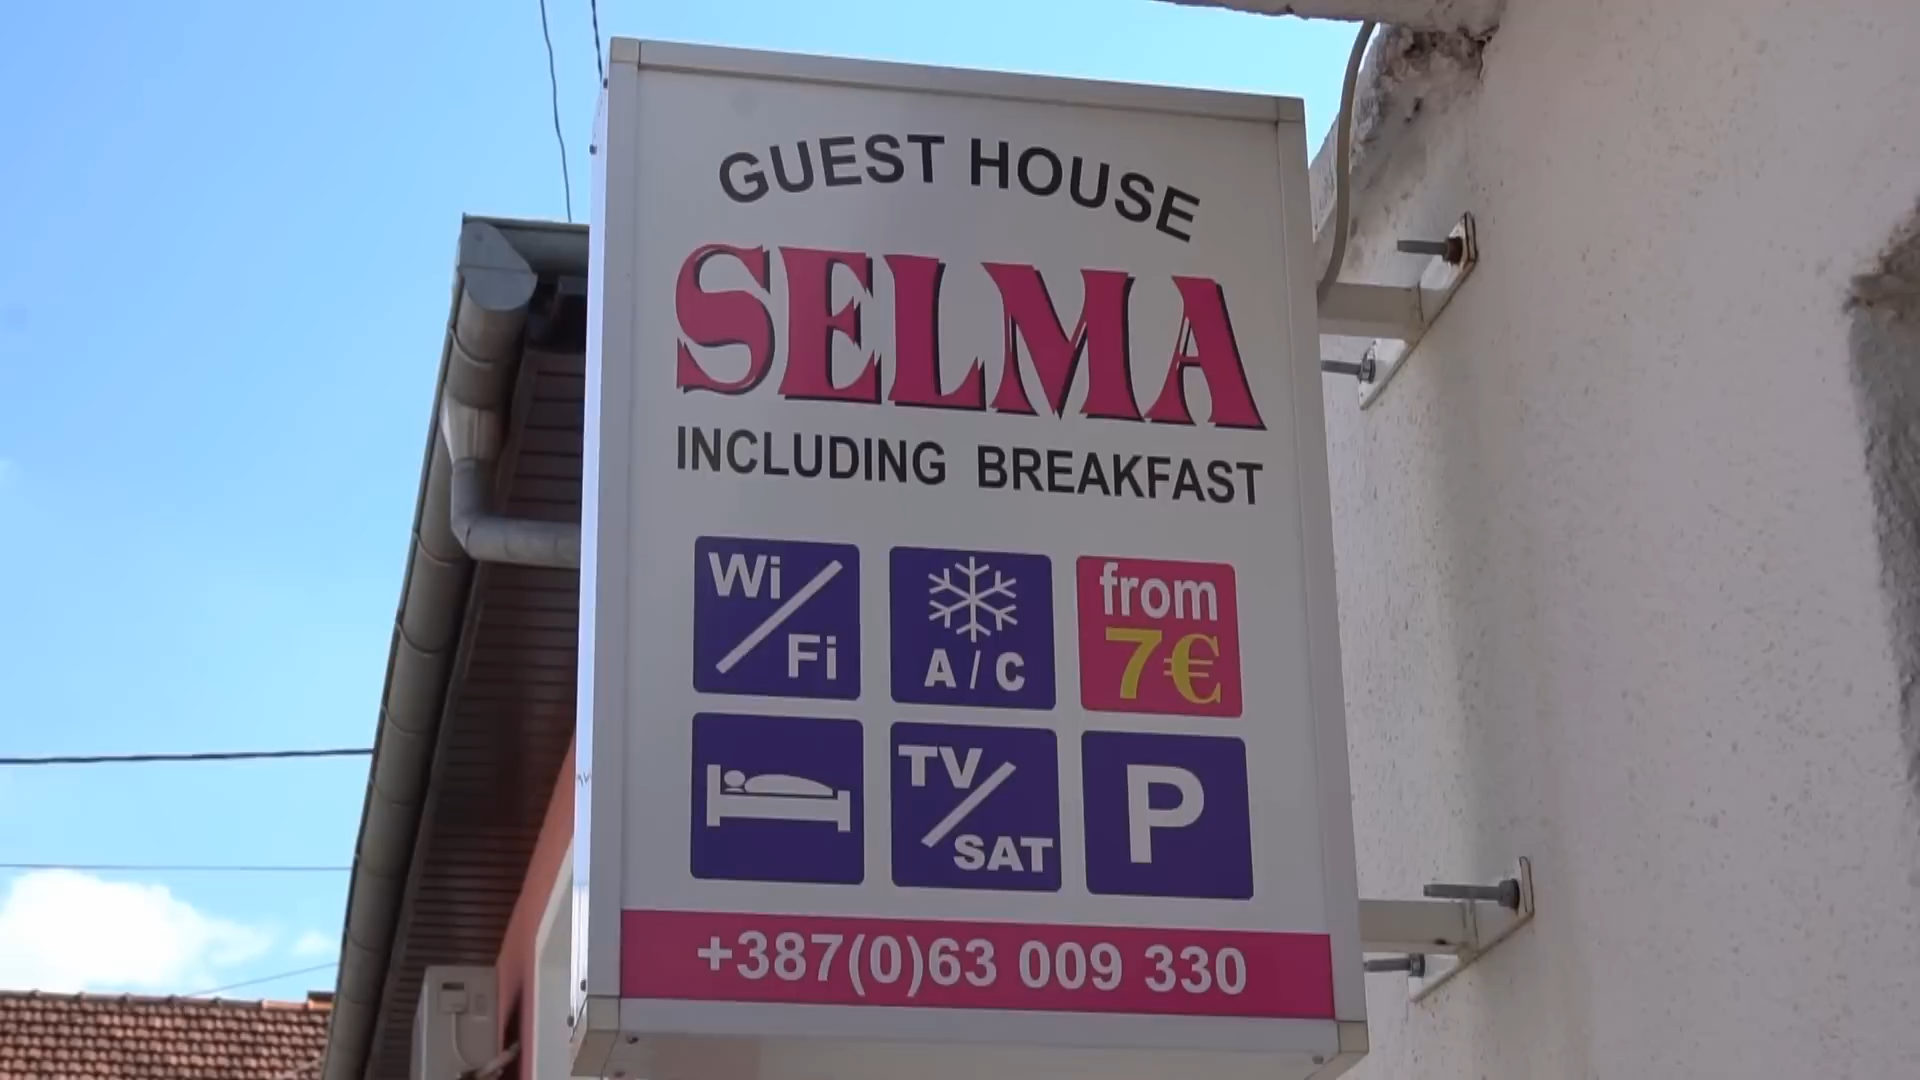 GUEST HOUSE
SELMA
INCLUDING BREAKFAST
Wi/Fi
A/C
from
7€
TV/SAT
P
+387(0)63 009 330